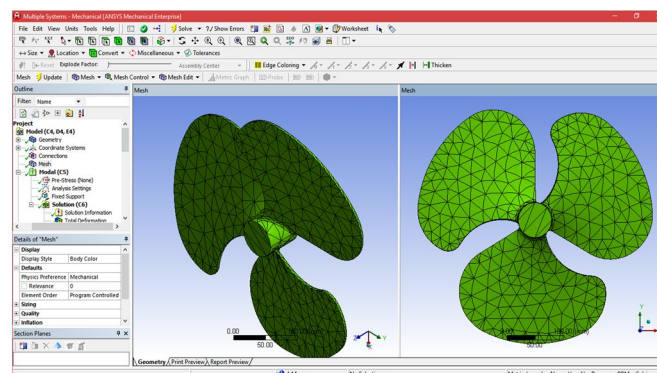 Multiple Systems - Mechanical [ANSYS Mechanical Enterprise]
File Edit View Units Tools Help Solve ?/ Show Errors Worksheet
Size Location Convert Miscellaneous Tolerances
Reset Explode Factor: Assembly Center Edge Coloring Thicken
Mesh Update Mesh Mesh Control Mesh Edit Metric Graph Probe
Outline
Filter: Name
Project
Model (C4, D4, E4)
Geometry
Coordinate Systems
Connections
Mesh
Modal (C5)
Pre-Stress (None)
Analysis Settings
Fixed Support
Solution (C6)
Solution Information
Total Deformation
Details of "Mesh"
Display
Display Style Body Color
Defaults
Physics Preference Mechanical
Relevance 0
Element Order Program Controlled
Sizing
Quality
Inflation
Section Planes
Mesh
0.00
50.00
Z Y
Geometry Print Preview Report Preview
Mesh
50.00
Y